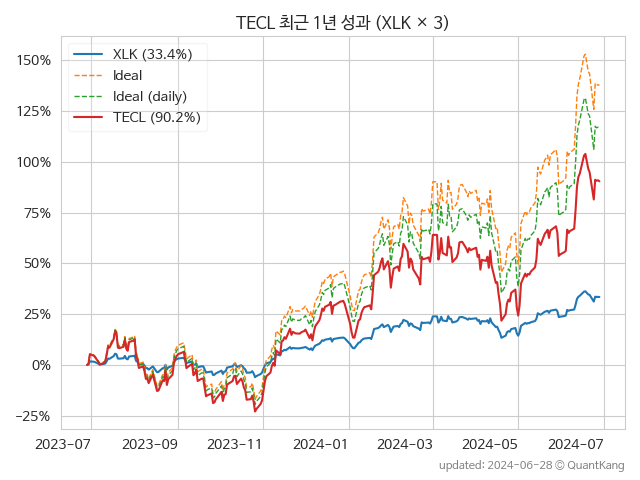 TECL 최근 1년 성과 (XLK × 3)
XLK (33.4%)
Ideal
Ideal (daily)
TECL (90.2%)
150%
125%
100%
75%
50%
25%
0%
−25%
2023-07 2023-09 2023-11 2024-01 2024-03 2024-05 2024-07
updated: 2024-06-28 © QuantKang